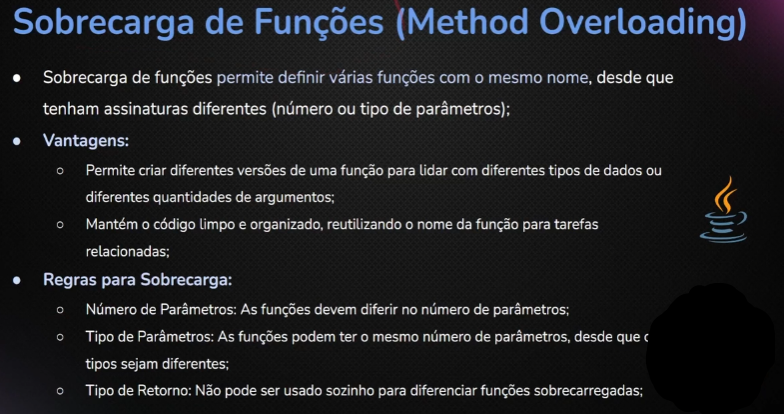 Sobrecarga de Funções (Method Overloading)
Sobrecarga de funções permite definir várias funções com o mesmo nome, desde que
tenham assinaturas diferentes (número ou tipo de parâmetros);
Vantagens:
Permite criar diferentes versões de uma função para lidar com diferentes tipos de dados ou
diferentes quantidades de argumentos;
Mantém o código limpo e organizado, reutilizando o nome da função para tarefas
relacionadas;
Regras para Sobrecarga:
Número de Parâmetros: As funções devem diferir no número de parâmetros;
Tipo de Parâmetros: As funções podem ter o mesmo número de parâmetros, desde que
tipos sejam diferentes;
Tipo de Retorno: Não pode ser usado sozinho para diferenciar funções sobrecarregadas;